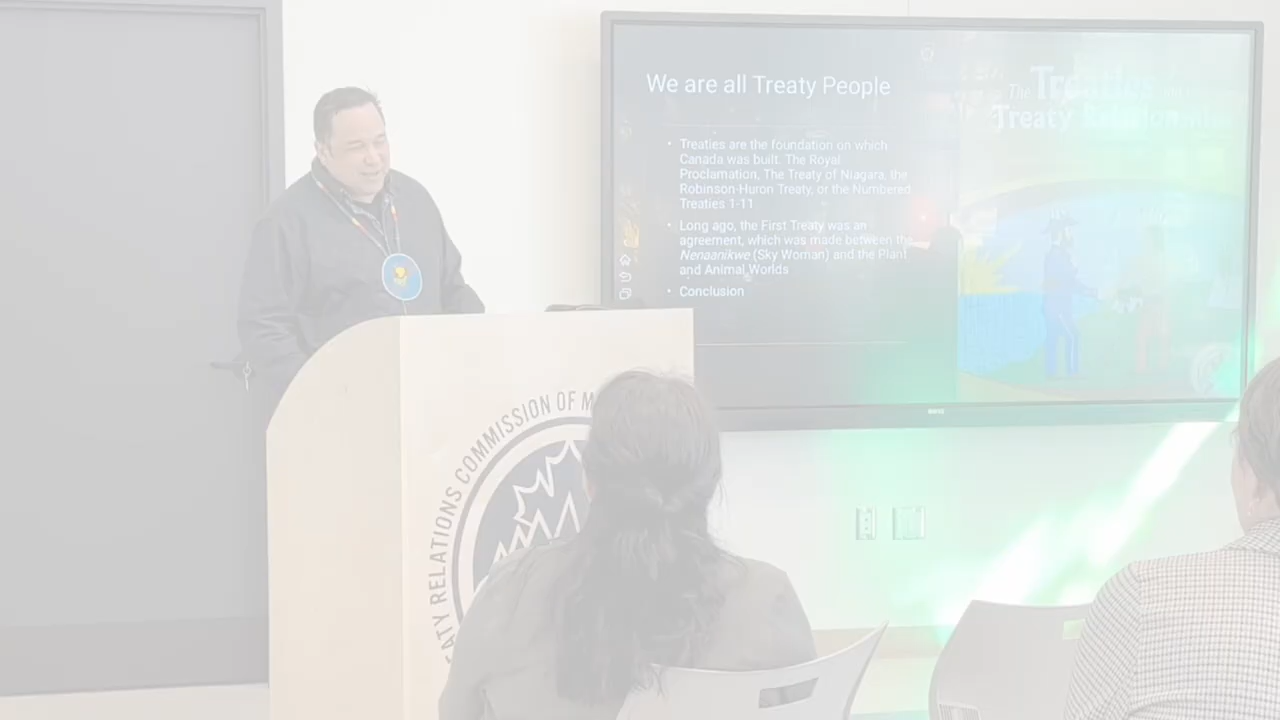 We are all Treaty People
• Treaties are the foundation on which
Canada was built. The Royal
Proclamation, The Treaty of Niagara, the
Robinson-Huron Treaty, or the Numbered
Treaties 1-11
• Long ago, the First Treaty was an
agreement, which was made between the
Nenaanikwe (Sky Woman) and the Plant
and Animal Worlds
• Conclusion
The Treaties
Treaty
RELATIONS COMMISSION OF